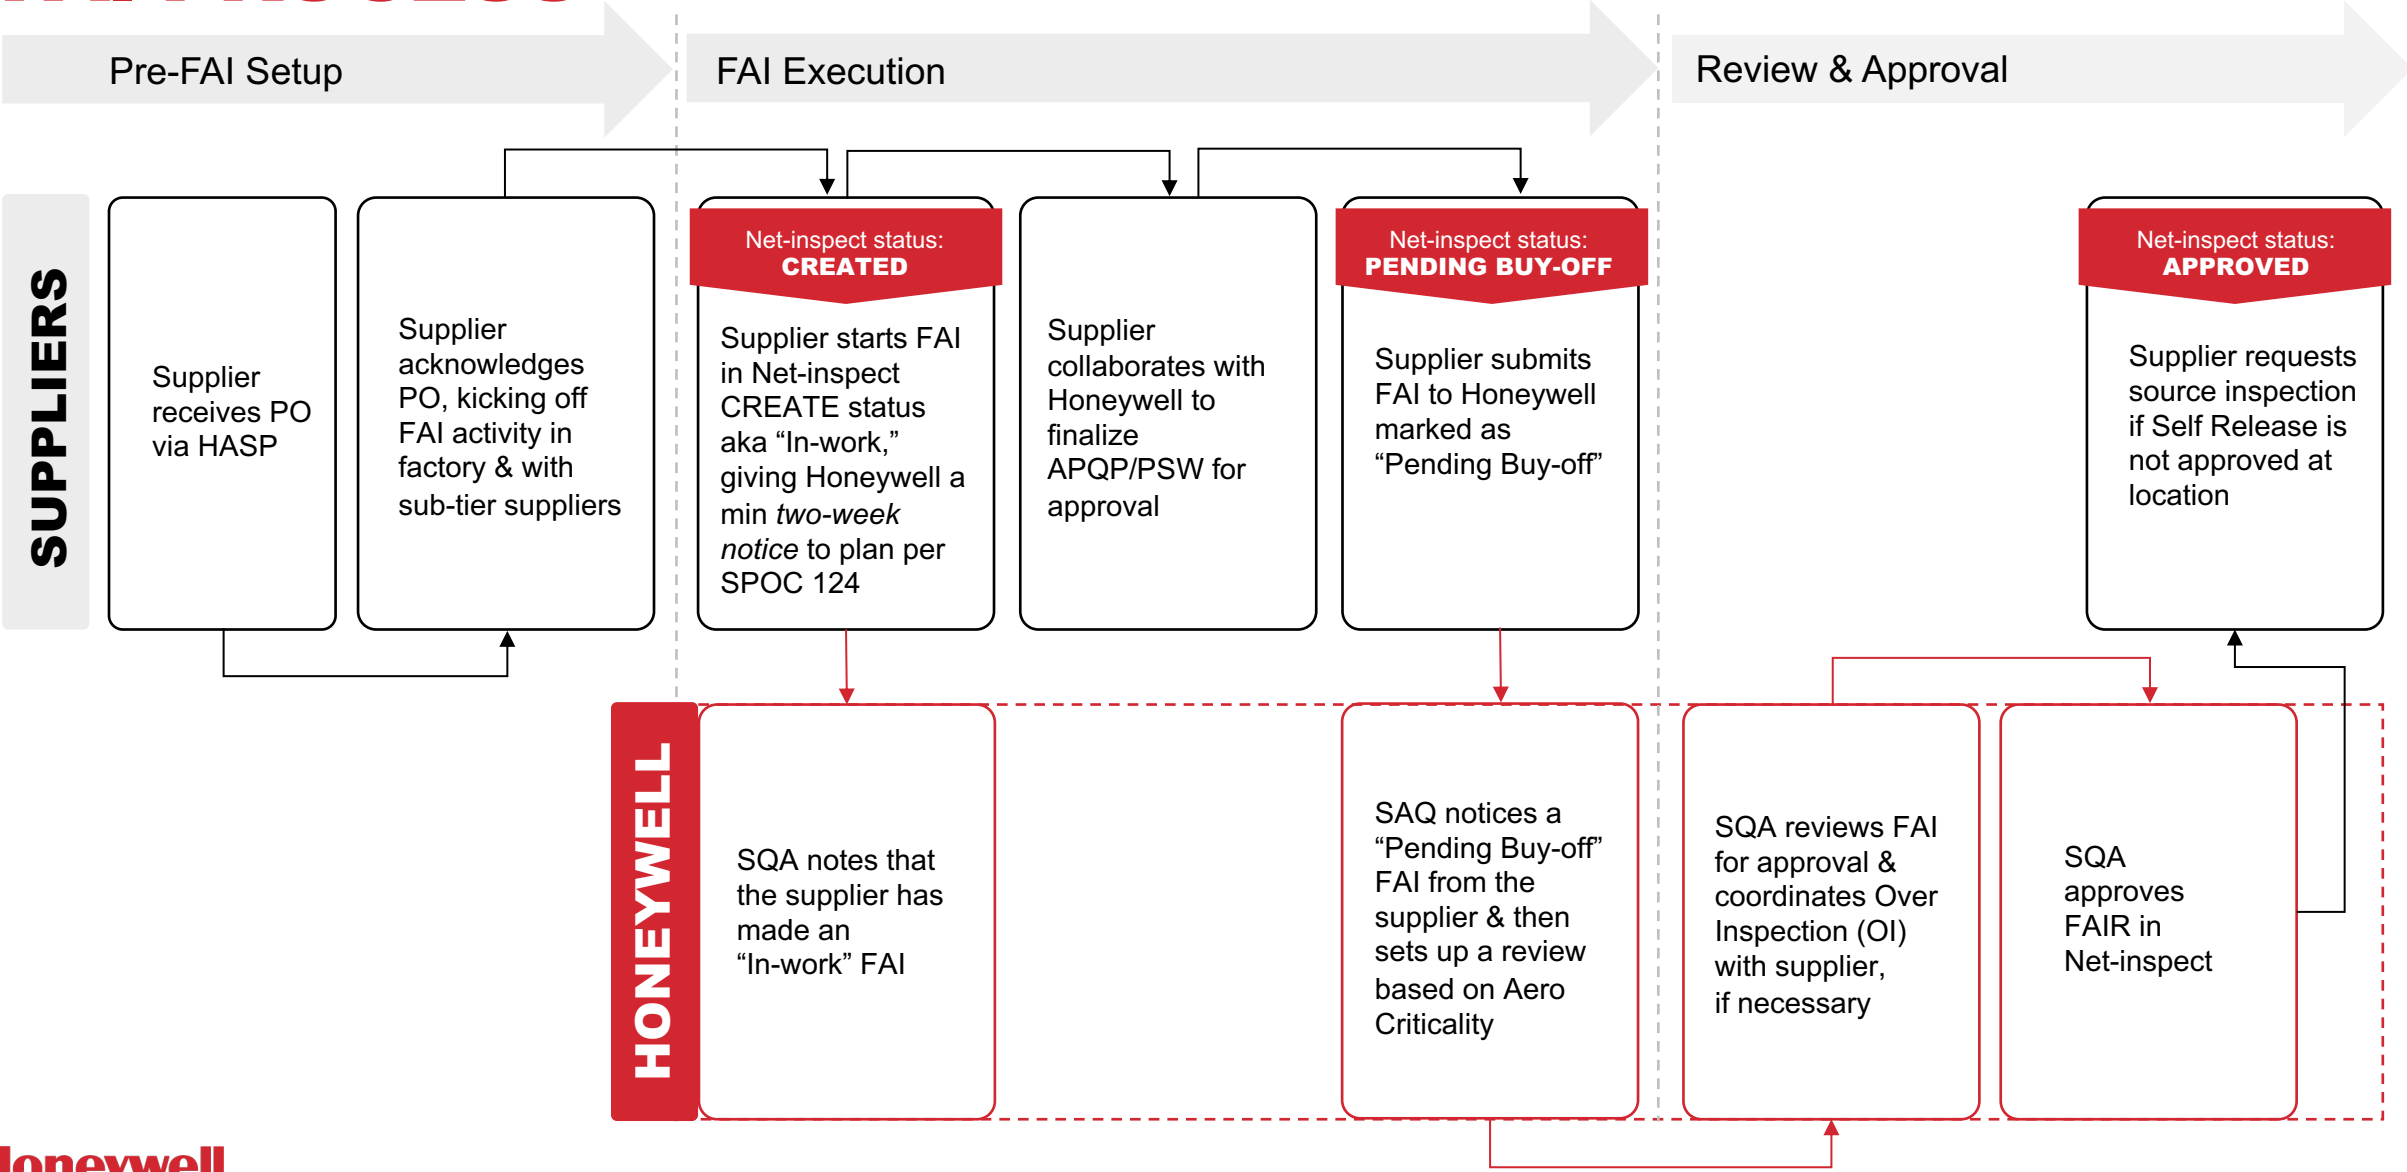 FAI PROCESS
Pre-FAI Setup
FAI Execution
Review & Approval
SUPPLIERS
Supplier
receives PO
via HASP
Supplier
acknowledges
PO, kicking off
FAI activity in
factory & with
sub-tier suppliers
Net-inspect status:
CREATED
Supplier starts FAI
in Net-inspect
CREATE status
aka “In-work,”
giving Honeywell a
min two-week
notice to plan per
SPOC 124
Supplier
collaborates with
Honeywell to
finalize
APQP/PSW for
approval
Net-inspect status:
PENDING BUY-OFF
Supplier submits
FAI to Honeywell
marked as
“Pending Buy-off”
Net-inspect status:
APPROVED
Supplier requests
source inspection
if Self Release is
not approved at
location
HONEYWELL
SQA notes that
the supplier has
made an
“In-work” FAI
SAQ notices a
“Pending Buy-off”
FAI from the
supplier & then
sets up a review
based on Aero
Criticality
SQA reviews FAI
for approval &
coordinates Over
Inspection (OI)
with supplier,
if necessary
SQA
approves
FAIR in
Net-inspect
Honeywell